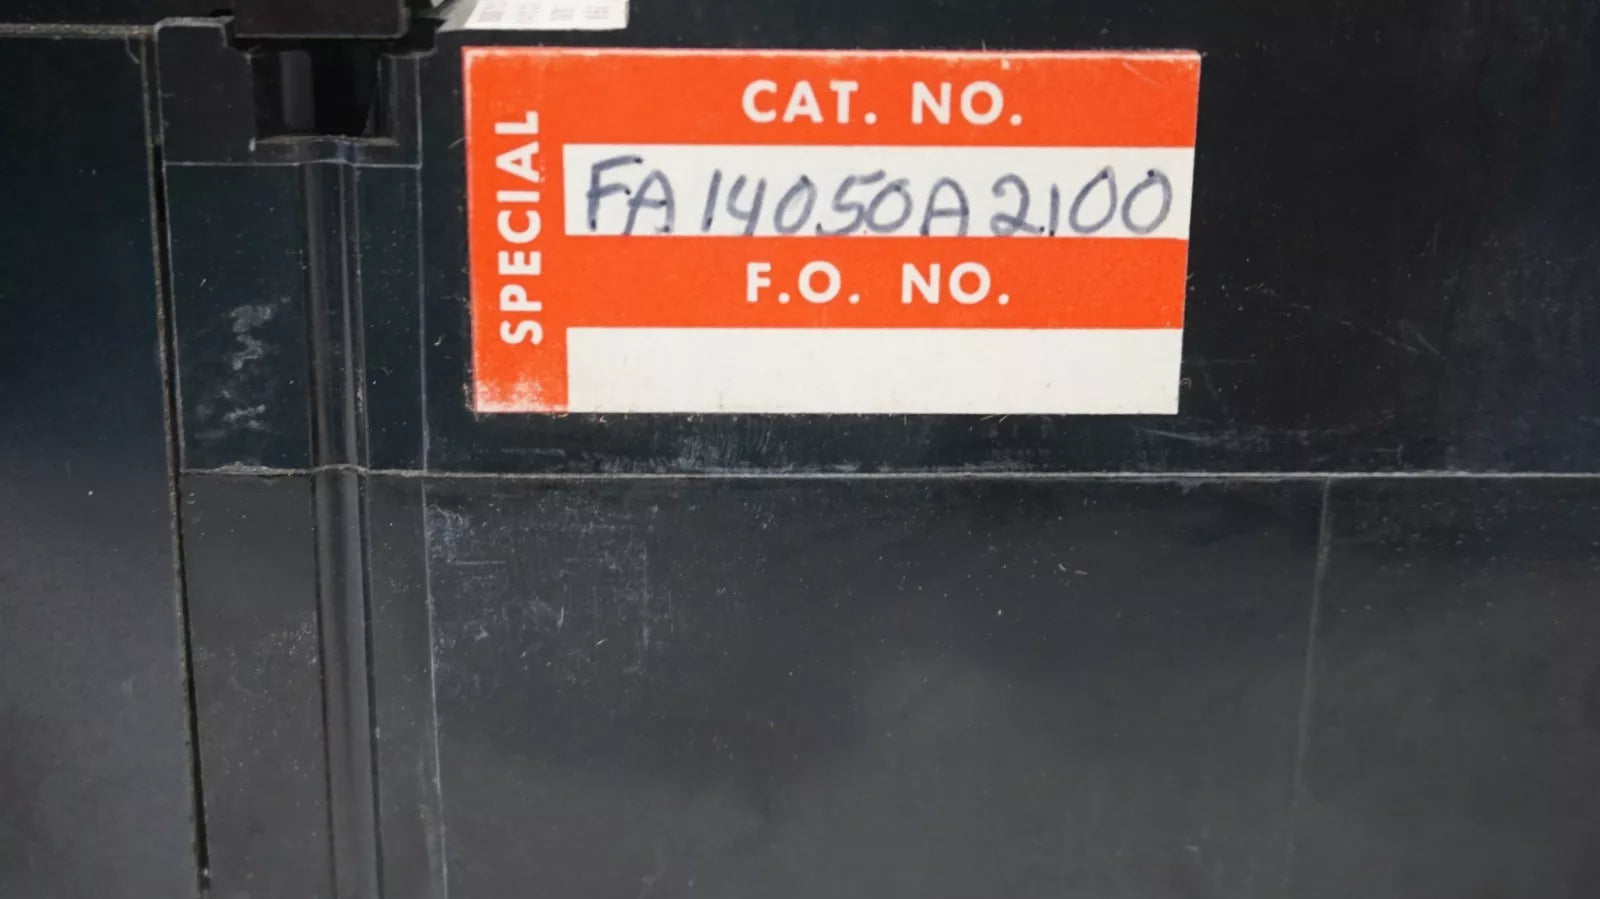 SPECIAL
CAT. NO.
FA14050A2100
F.O. NO.